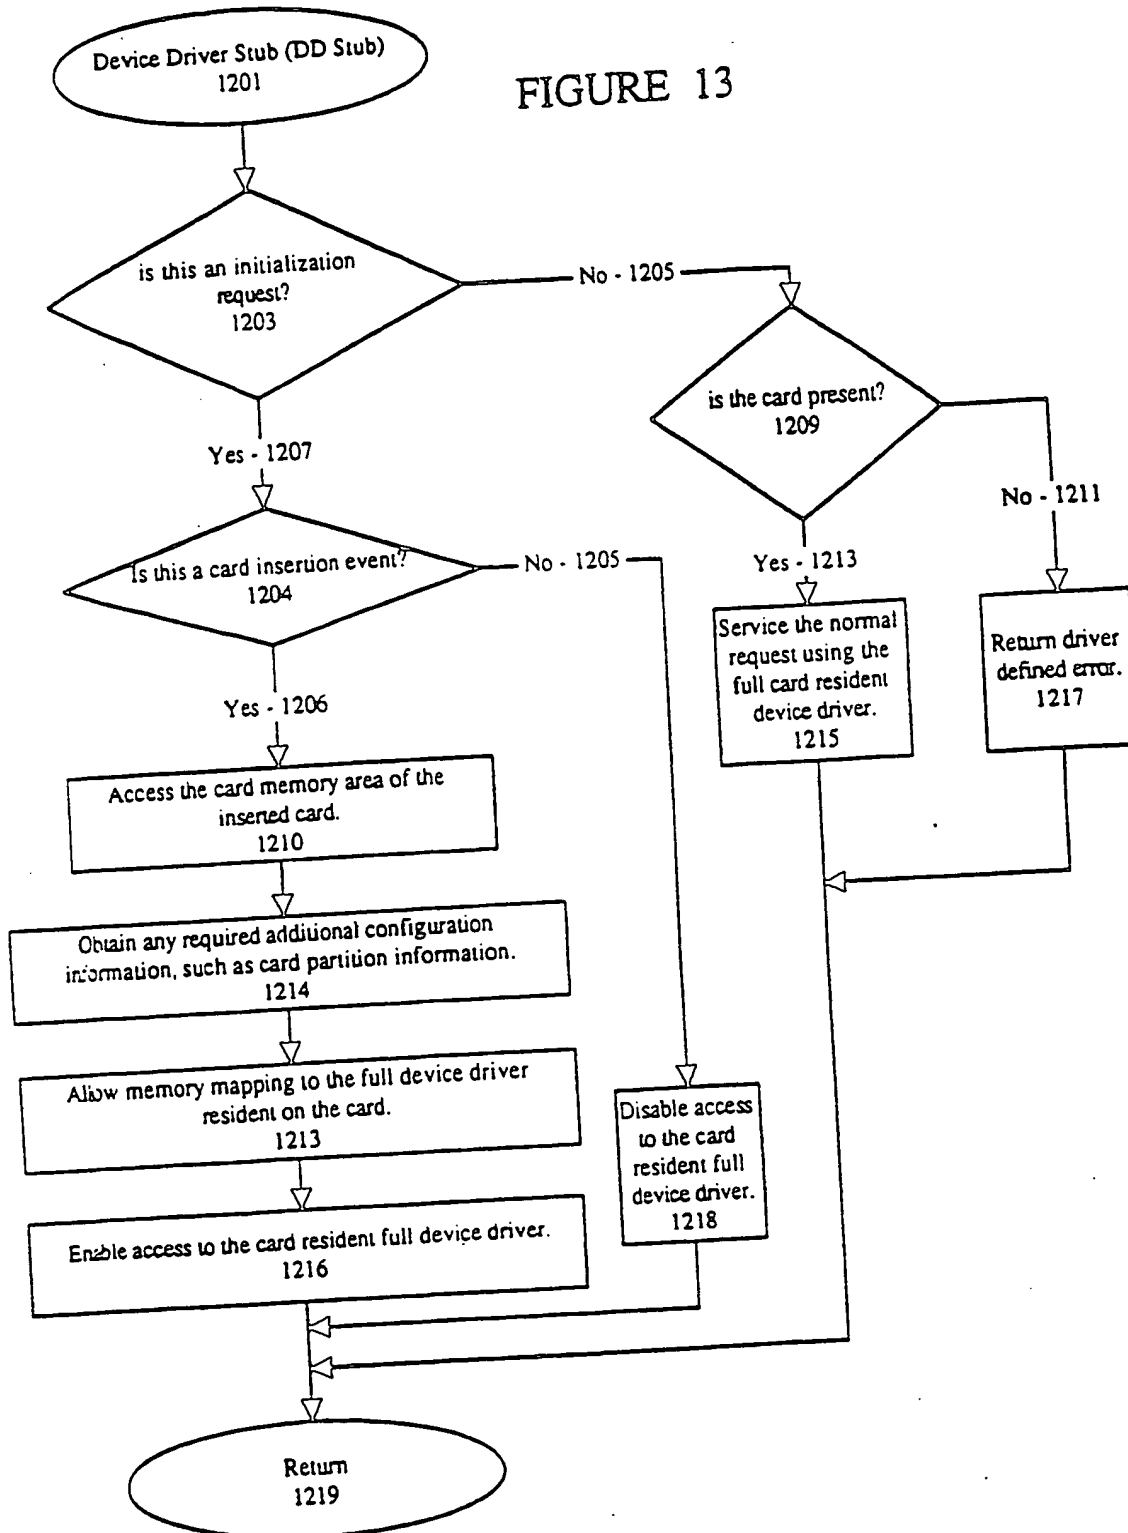 Device Driver Stub (DD Stub)
1201
FIGURE 13
is this an initialization
request?
1203
No - 1205
is the card present?
1209
Yes - 1207
No - 1211
Is this a card insertion event?
1204
No - 1205
Yes - 1213
Service the normal
request using the
full card resident
device driver.
1215
Return driver
defined error.
1217
Yes - 1206
Access the card memory area of the
inserted card.
1210
Obtain any required additional configuration
information, such as card partition information.
1214
Allow memory mapping to the full device driver
resident on the card.
1213
Disable access
to the card
resident full
device driver.
1218
Enable access to the card resident full device driver.
1216
Return
1219